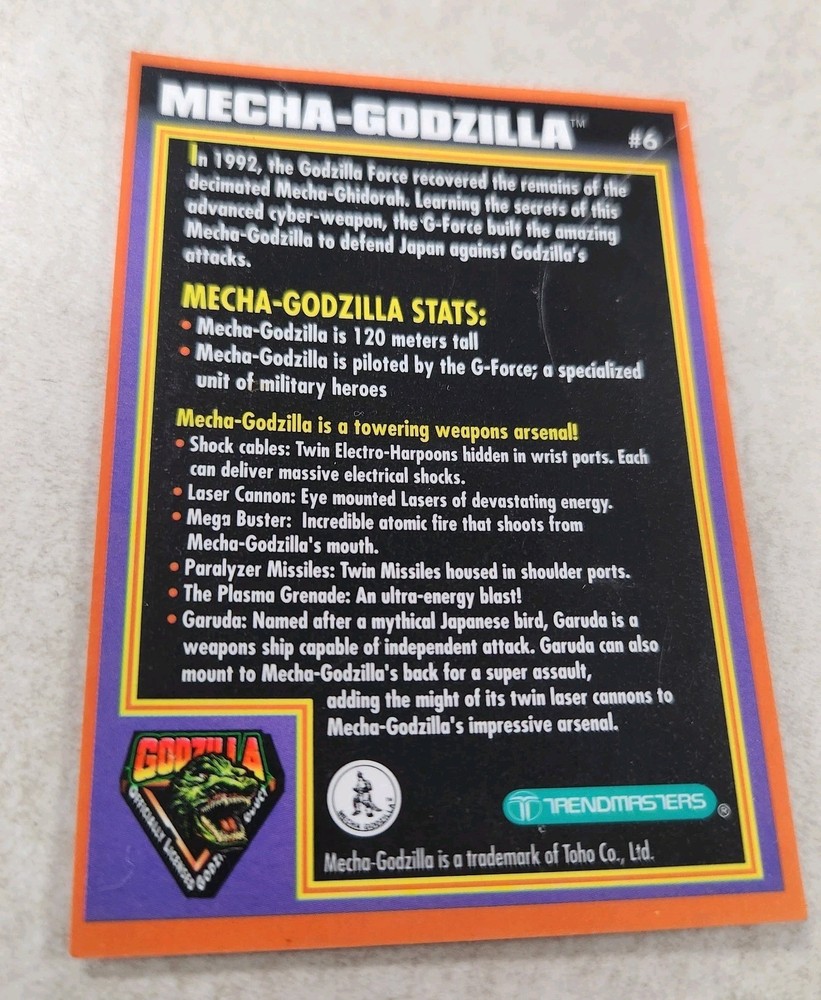 MECHA-GODZILLA™ #6
In 1992, the Godzilla Force recovered the remains of the
decimated Mecha-Ghidorah. Learning the secrets of this
advanced cyber-weapon, the G-Force built the amazing
Mecha-Godzilla to defend Japan against Godzilla's
attacks.
MECHA-GODZILLA STATS:
• Mecha-Godzilla is 120 meters tall
• Mecha-Godzilla is piloted by the G-Force; a specialized
unit of military heroes
Mecha-Godzilla is a towering weapons arsenal!
• Shock cables: Twin Electro-Harpoons hidden in wrist ports. Each
can deliver massive electrical shocks.
• Laser Cannon: Eye mounted Lasers of devastating energy.
• Mega Buster: Incredible atomic fire that shoots from
Mecha-Godzilla's mouth.
• Paralyzer Missiles: Twin Missiles housed in shoulder ports.
• The Plasma Grenade: An ultra-energy blast!
• Garuda: Named after a mythical Japanese bird, Garuda is a
weapons ship capable of independent attack. Garuda can also
mount to Mecha-Godzilla's back for a super assault,
adding the might of its twin laser cannons to
Mecha-Godzilla's impressive arsenal.
GODZILLA
OFFICIALLY LICENSED
MECHA GODZILLA
TRENDMASTERS®
Mecha-Godzilla is a trademark of Toho Co., Ltd.